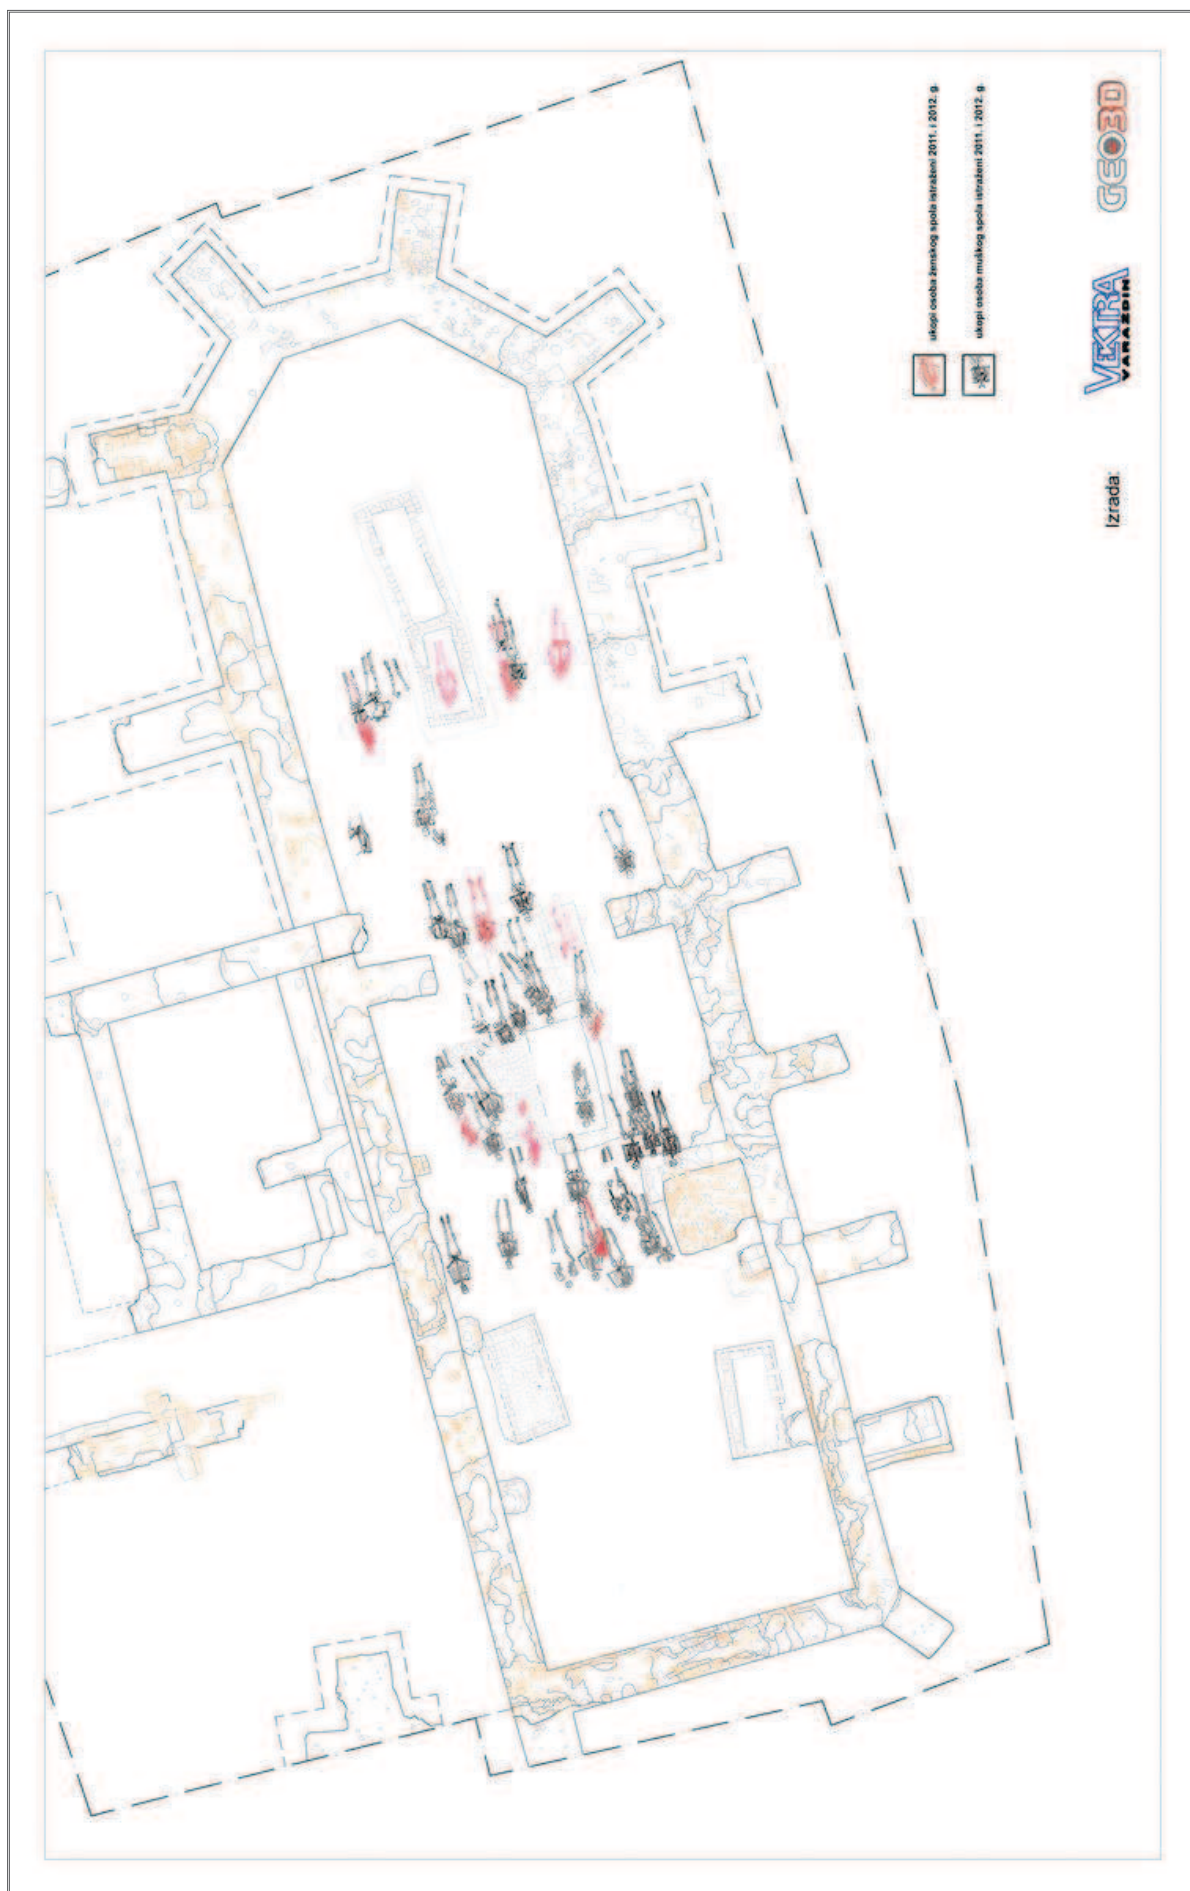 ukopi osoba ženskog spola istraženi 2011. i 2012. g.
ukopi osoba muškog spola istraženi 2011. i 2012. g.
Izrada:
VEKTRA
VARAŽDIN
GEO3D